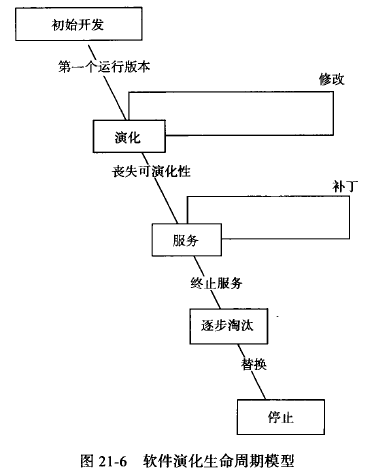 初始开发
第一个运行版本
修改
演化
丧失可演化性
补丁
服务
终止服务
逐步淘汰
替换
停止
图 21-6 软件演化生命周期模型